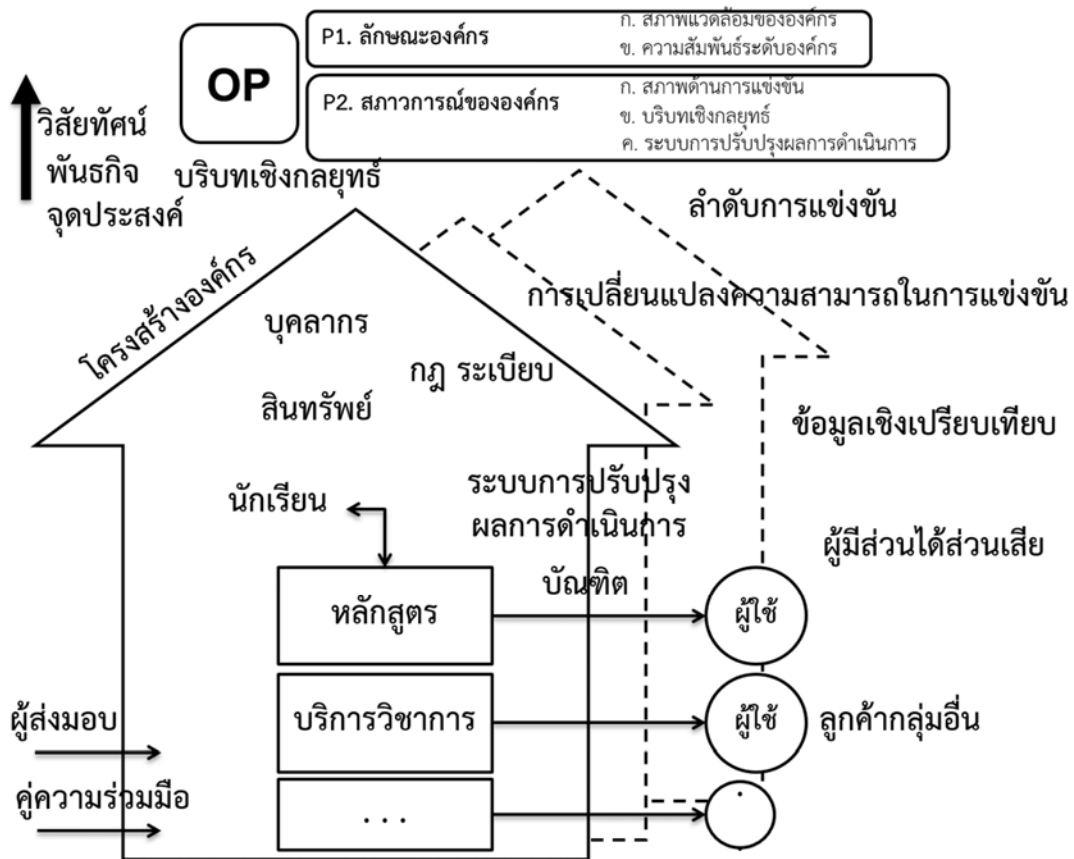 OP
P1. ลักษณะองค์กร
ก. สภาพแวดล้อมขององค์กร
ข. ความสัมพันธ์ระดับองค์กร
P2. สภาวการณ์ขององค์กร
ก. สภาพด้านการแข่งขัน
ข. บริบทเชิงกลยุทธ์
ค. ระบบการปรับปรุงผลการดำเนินการ
วิสัยทัศน์
พันธกิจ
จุดประสงค์
บริบทเชิงกลยุทธ์
ลำดับการแข่งขัน
การเปลี่ยนแปลงความสามารถในการแข่งขัน
โครงสร้างองค์กร
บุคลากร
กฎ ระเบียบ
สินทรัพย์
ข้อมูลเชิงเปรียบเทียบ
นักเรียน
ระบบการปรับปรุง
ผลการดำเนินการ
ผู้มีส่วนได้ส่วนเสีย
บัณฑิต
หลักสูตร
ผู้ใช้
ผู้ส่งมอบ
บริการวิชาการ
ผู้ใช้
ลูกค้ากลุ่มอื่น
คู่ความร่วมมือ
. . .